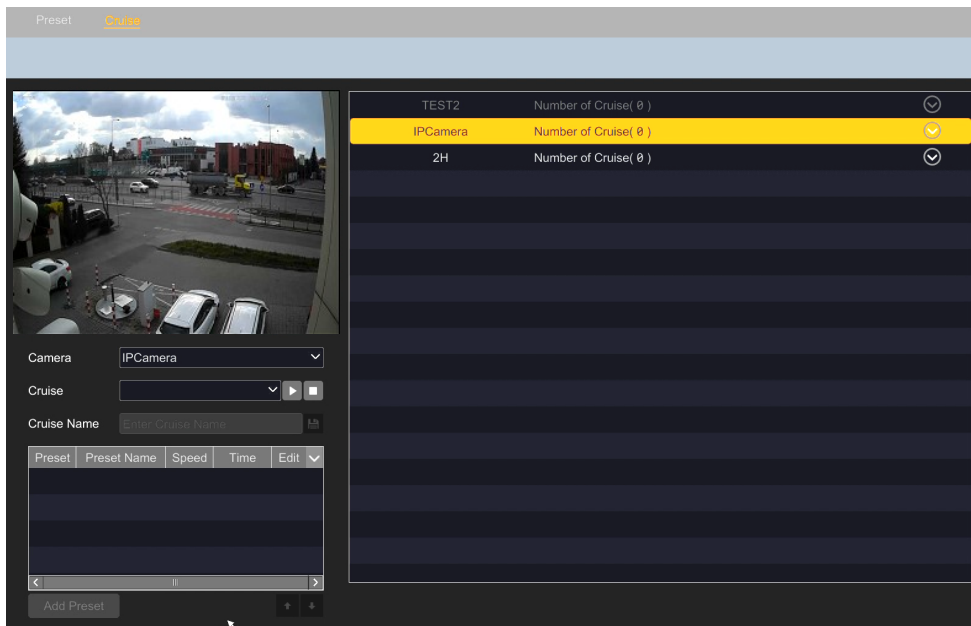 Preset Cruise
TEST2 Number of Cruise( 0 )
IPCamera Number of Cruise( 0 )
2H Number of Cruise( 0 )
Camera IPCamera
Cruise
Cruise Name Enter Cruise Name
Preset Preset Name Speed Time Edit
Add Preset